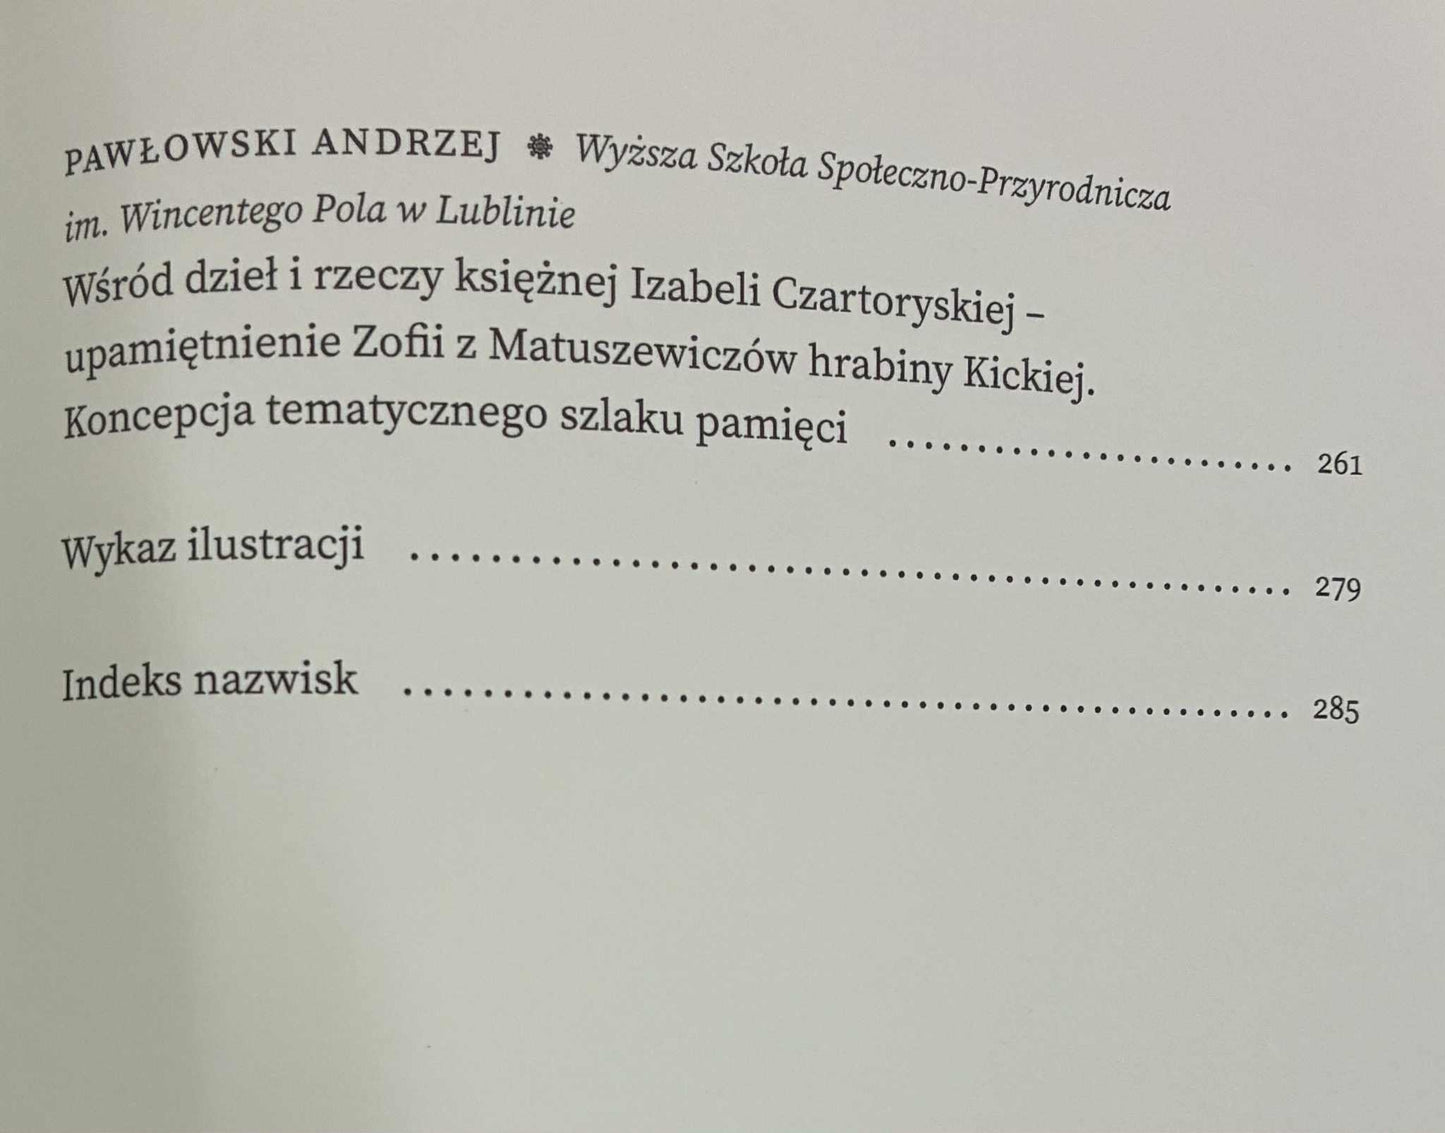 PAWŁOWSKI ANDRZEJ ❋ Wyższa Szkoła Społeczno-Przyrodnicza
im. Wincentego Pola w Lublinie
Wśród dzieł i rzeczy księżnej Izabeli Czartoryskiej –
upamiętnienie Zofii z Matuszewiczów hrabiny Kickiej.
Koncepcja tematycznego szlaku pamięci ........................ 261
Wykaz ilustracji ................................................ 279
Indeks nazwisk ................................................ 285